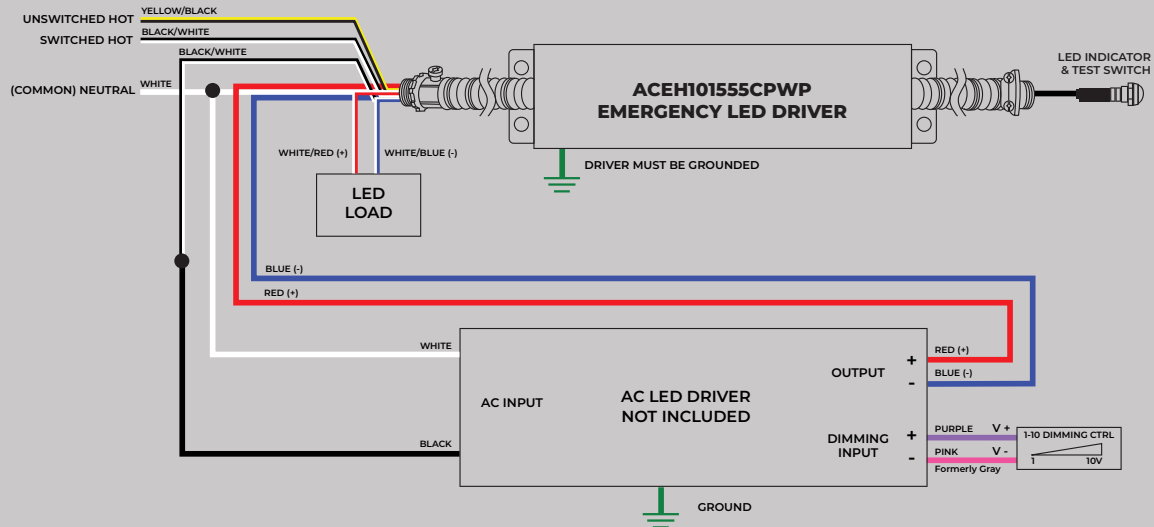 UNSWITCHED HOT
YELLOW/BLACK
SWITCHED HOT
BLACK/WHITE
BLACK/WHITE
(COMMON) NEUTRAL
WHITE
ACEH101555CPWP
EMERGENCY LED DRIVER
LED INDICATOR
& TEST SWITCH
WHITE/RED (+)
WHITE/BLUE (-)
DRIVER MUST BE GROUNDED
LED
LOAD
BLUE (-)
RED (+)
WHITE
AC INPUT
BLACK
AC LED DRIVER
NOT INCLUDED
OUTPUT
+
-
RED (+)
BLUE (-)
DIMMING
INPUT
+
-
PURPLE V +
PINK V -
Formerly Gray
1-10 DIMMING CTRL
1 10V
GROUND